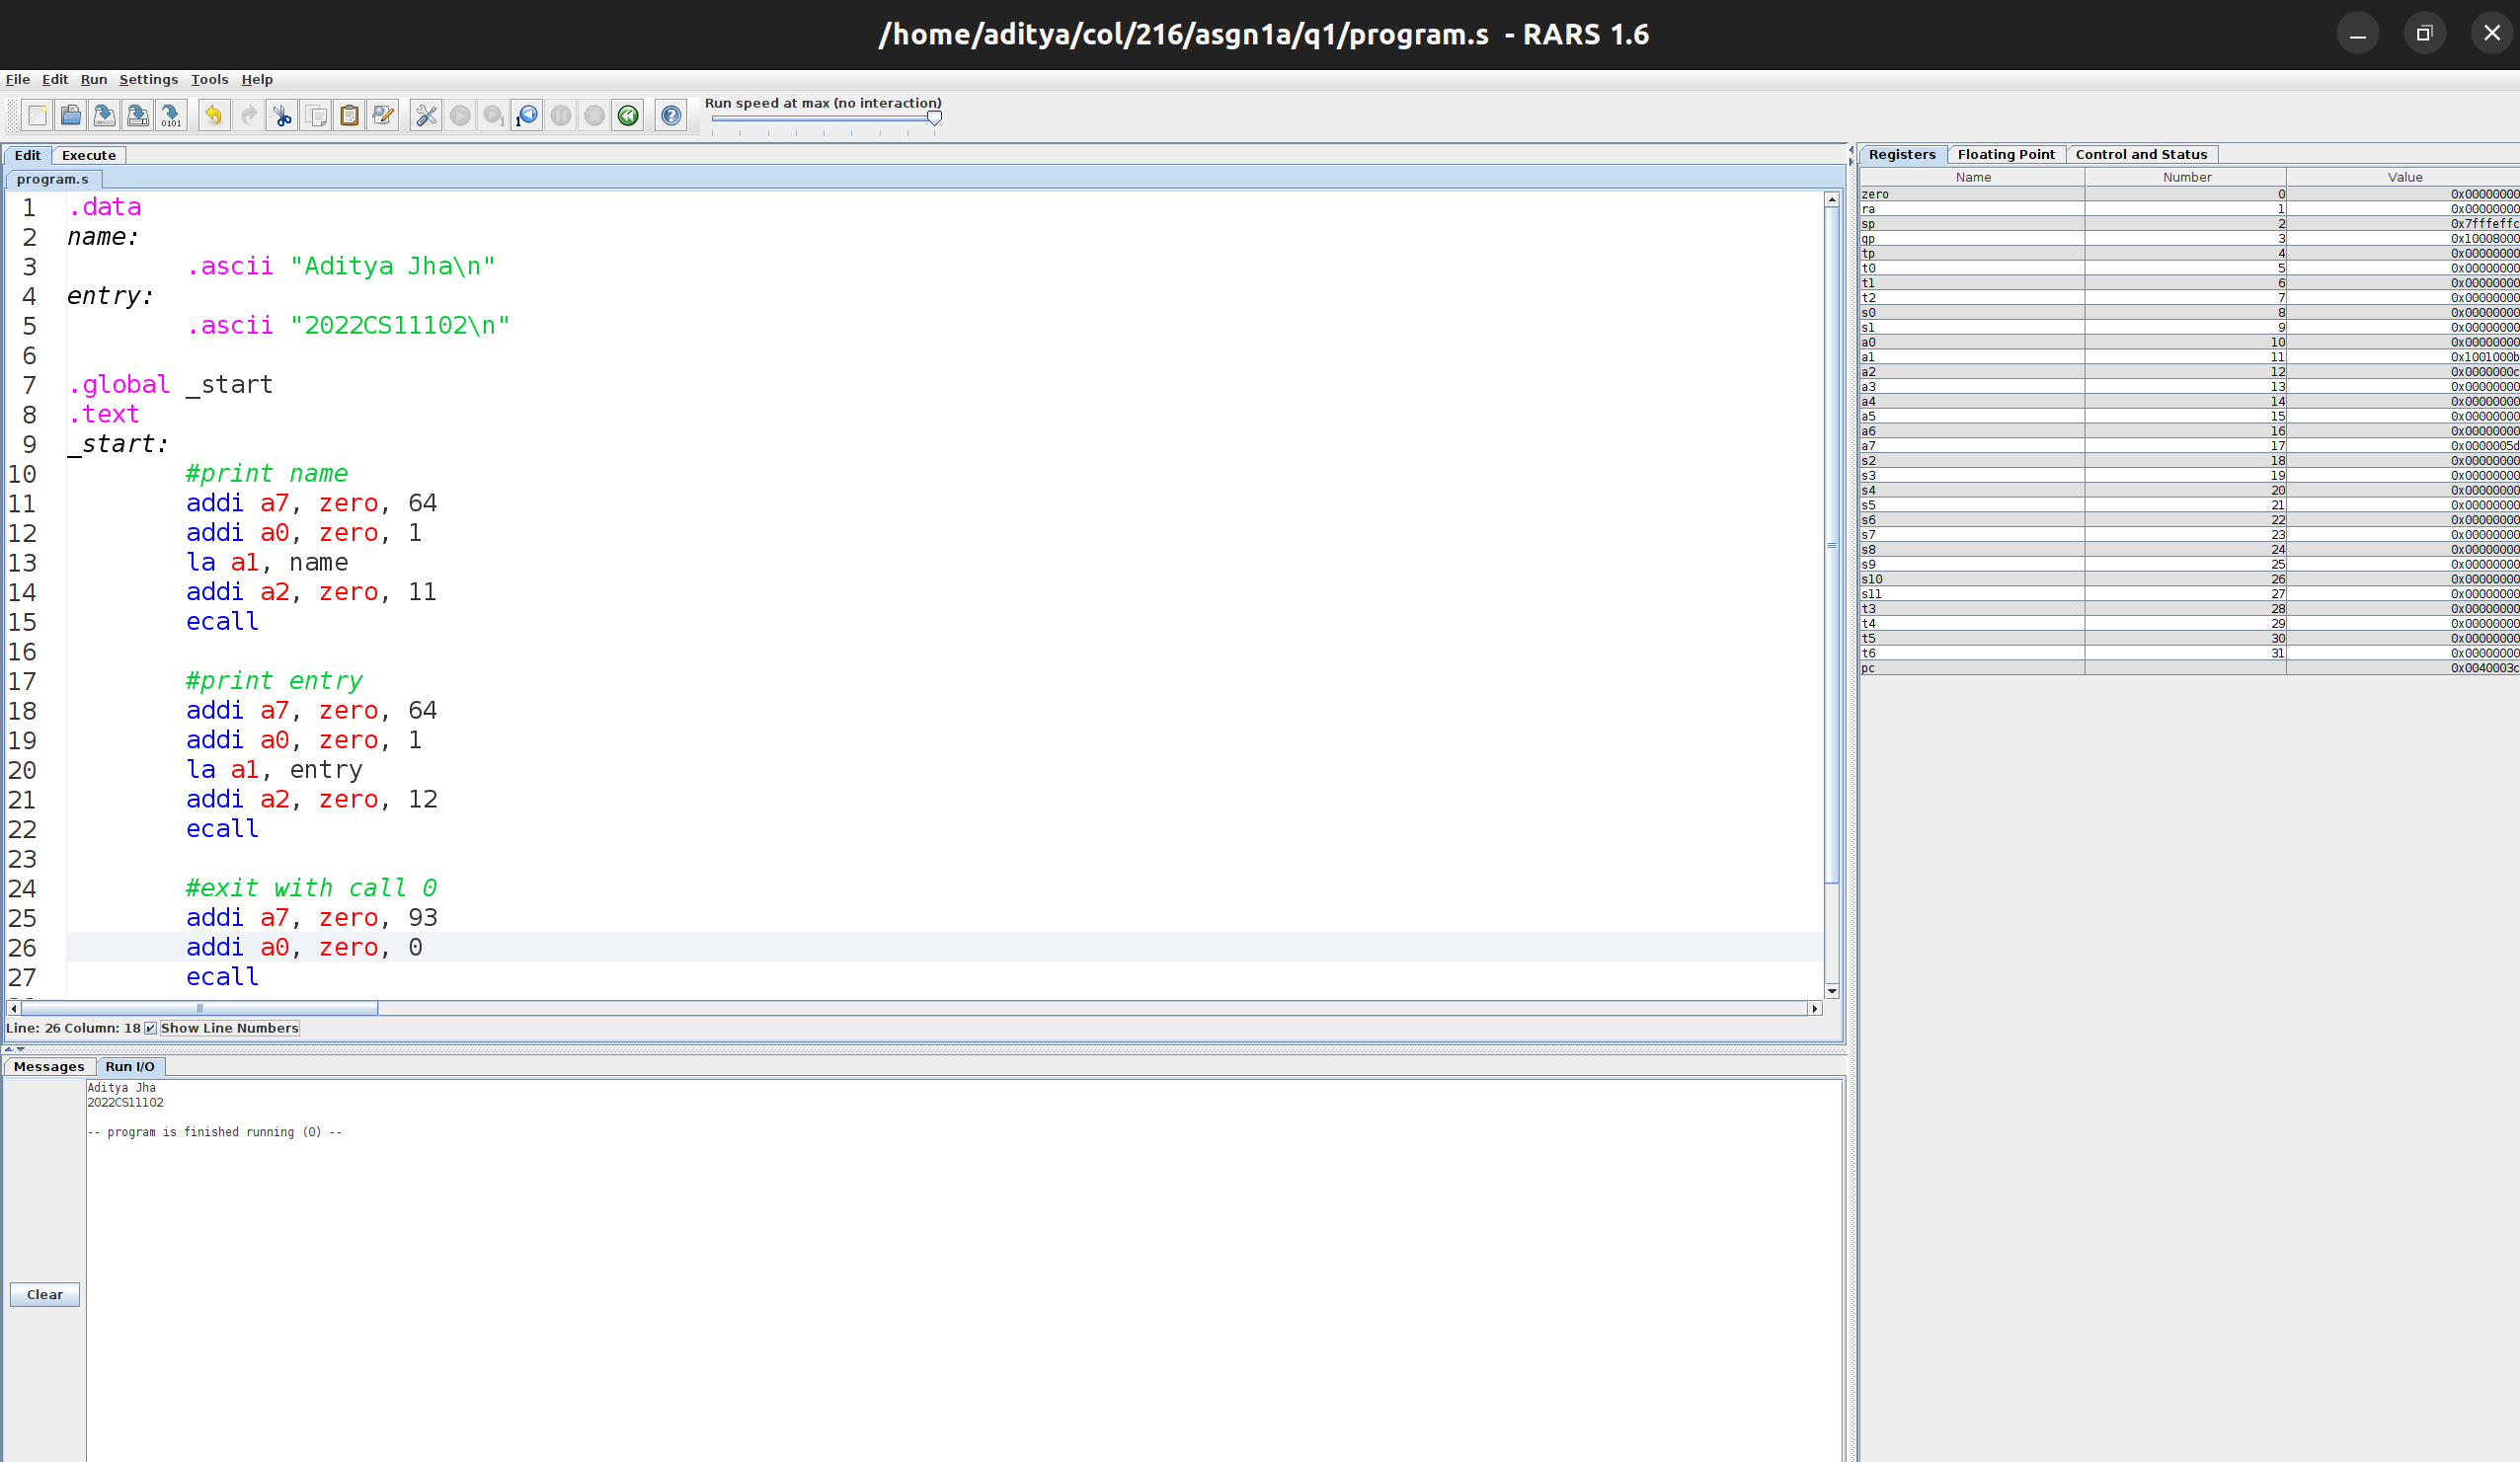 /home/aditya/col/216/asgn1a/q1/program.s - RARS 1.6
File Edit Run Settings Tools Help
Run speed at max (no interaction)
Edit Execute
program.s
1 .data
2 name:
3 .ascii "Aditya Jha\n"
4 entry:
5 .ascii "2022CS11102\n"
6
7 .global _start
8 .text
9 _start:
10 #print name
11 addi a7, zero, 64
12 addi a0, zero, 1
13 la a1, name
14 addi a2, zero, 11
15 ecall
16
17 #print entry
18 addi a7, zero, 64
19 addi a0, zero, 1
20 la a1, entry
21 addi a2, zero, 12
22 ecall
23
24 #exit with call 0
25 addi a7, zero, 93
26 addi a0, zero, 0
27 ecall
Line: 26 Column: 18 Show Line Numbers
Messages Run I/O
Aditya Jha
2022CS11102
-- program is finished running (0) --
Clear
Registers Floating Point Control and Status
Name Number Value
zero 0 0x00000000
ra 1 0x00000000
sp 2 0x7fffeffc
gp 3 0x10008000
tp 4 0x00000000
t0 5 0x00000000
t1 6 0x00000000
t2 7 0x00000000
s0 8 0x00000000
s1 9 0x00000000
a0 10 0x00000000
a1 11 0x1001000b
a2 12 0x0000000c
a3 13 0x00000000
a4 14 0x00000000
a5 15 0x00000000
a6 16 0x00000000
a7 17 0x0000005d
s2 18 0x00000000
s3 19 0x00000000
s4 20 0x00000000
s5 21 0x00000000
s6 22 0x00000000
s7 23 0x00000000
s8 24 0x00000000
s9 25 0x00000000
s10 26 0x00000000
s11 27 0x00000000
t3 28 0x00000000
t4 29 0x00000000
t5 30 0x00000000
t6 31 0x00000000
pc 0x0040003c